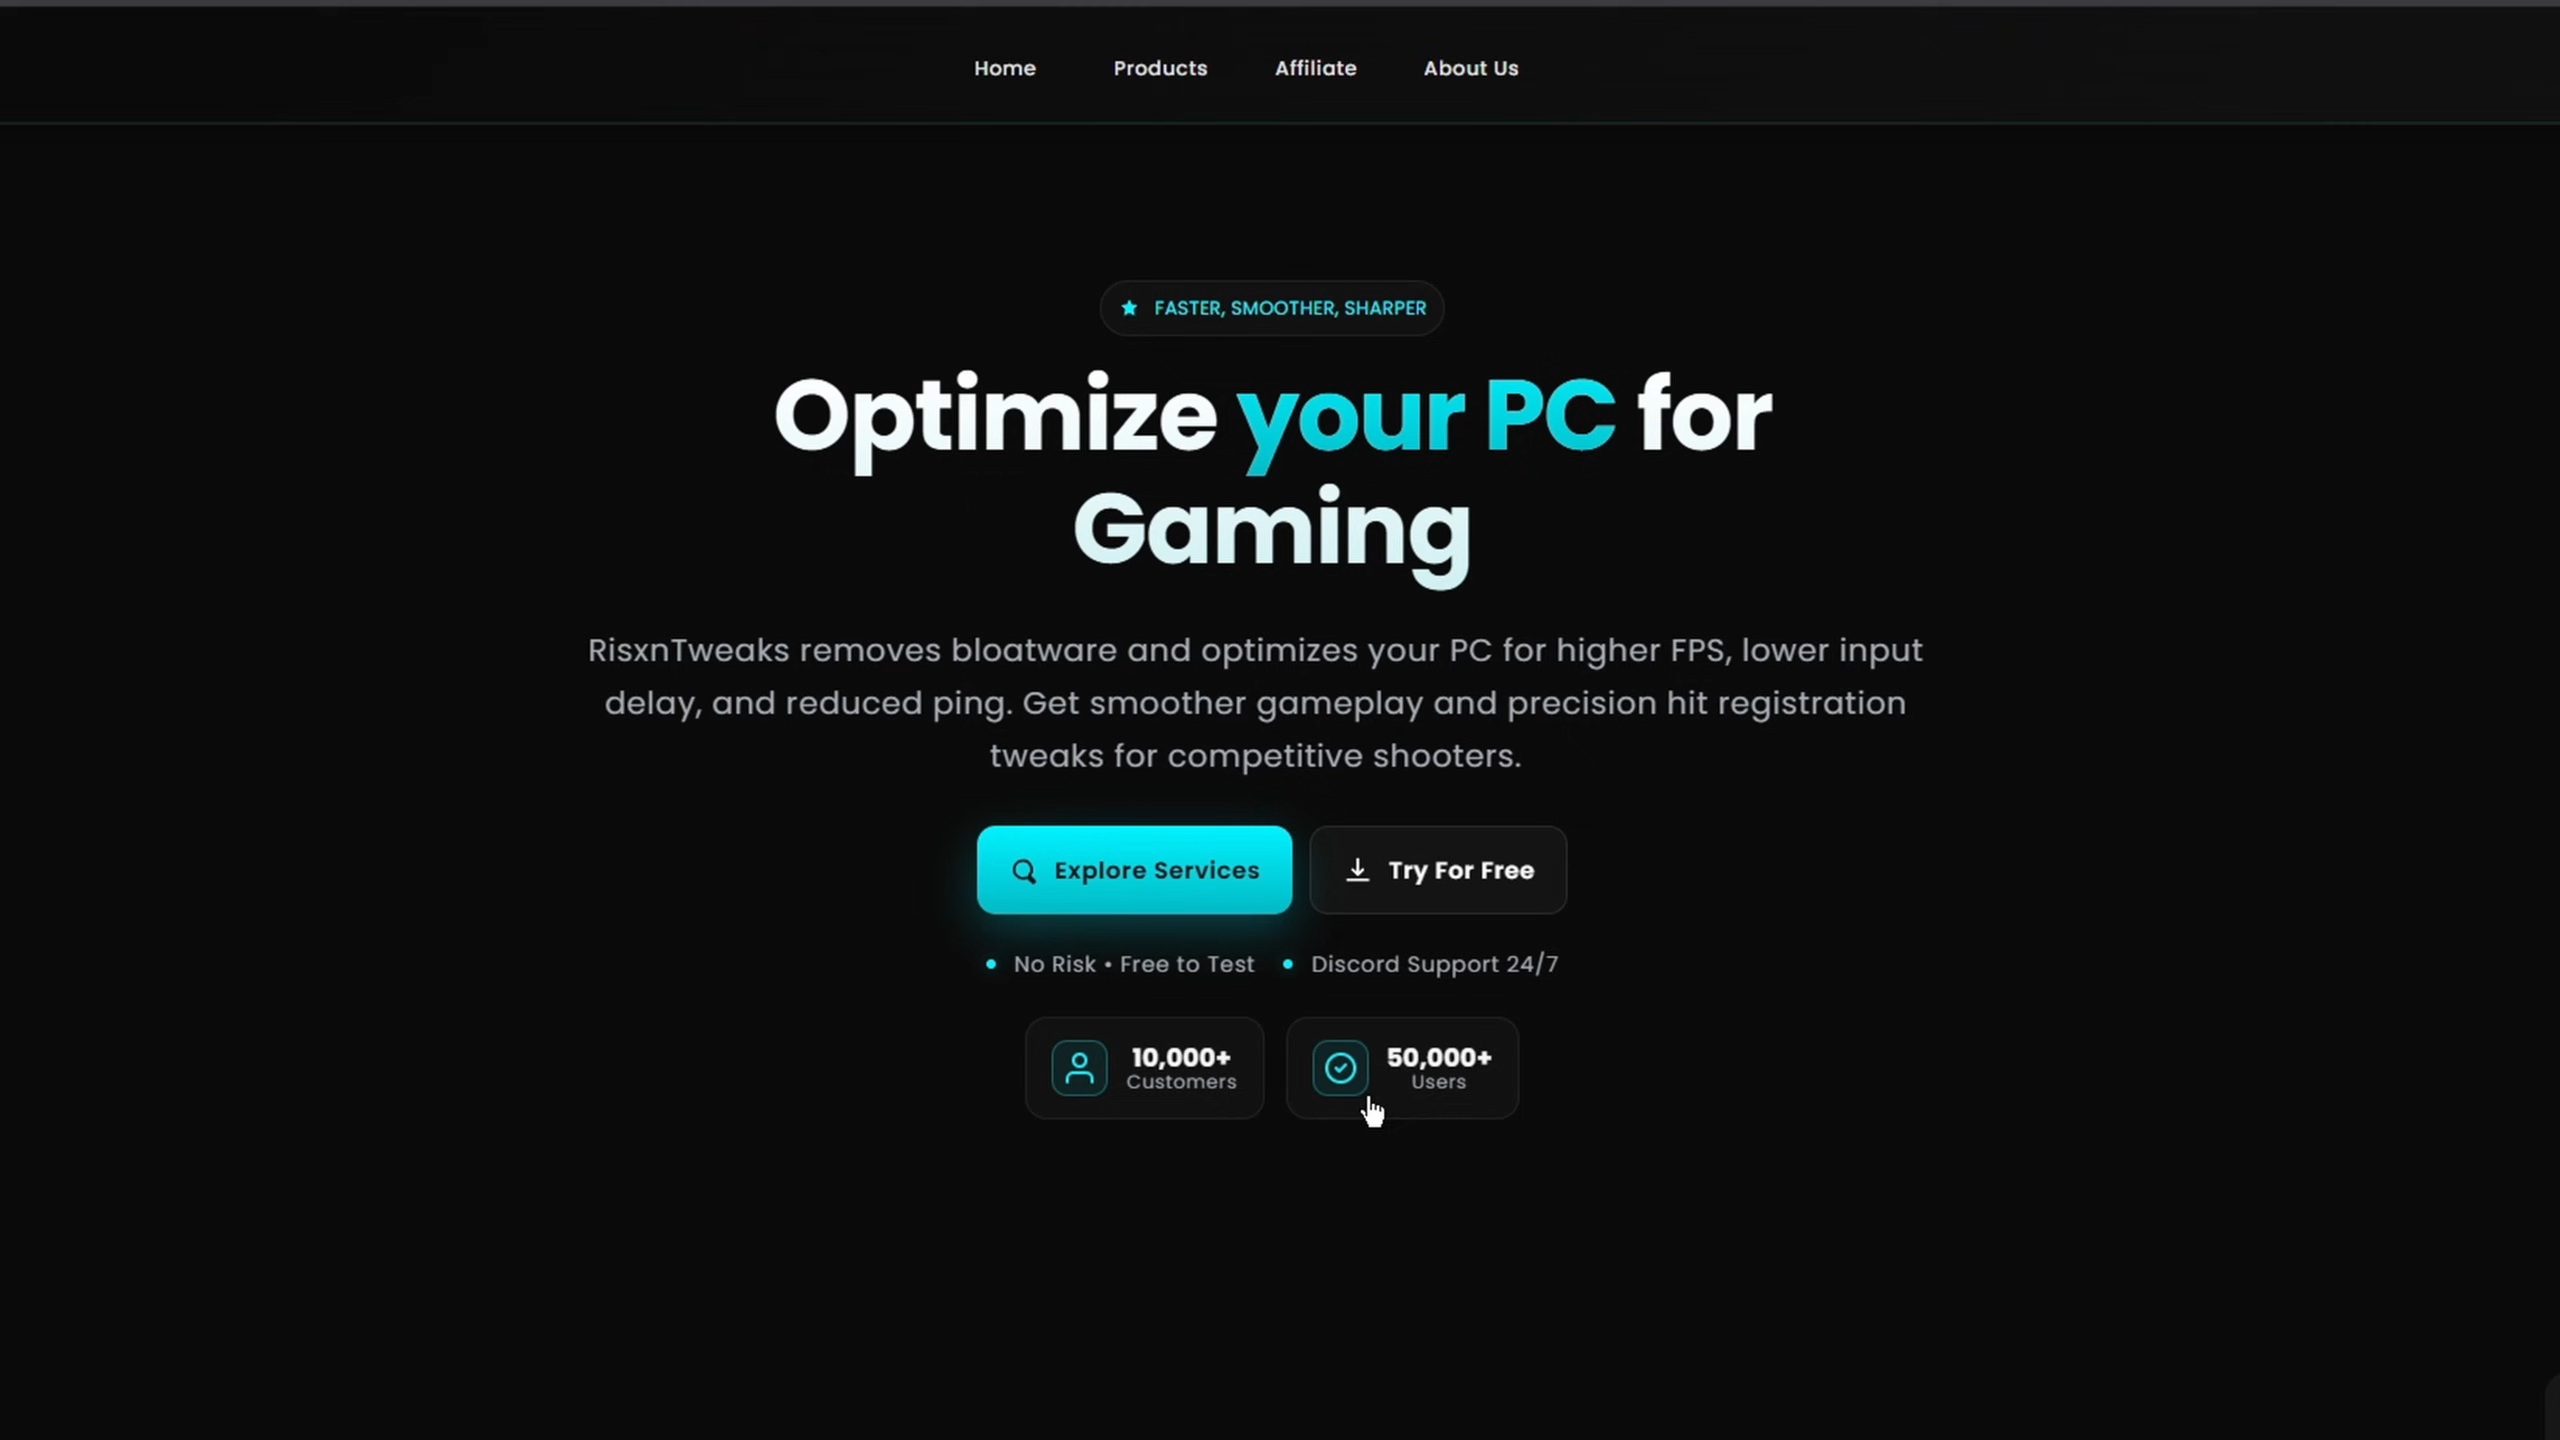 Home Products Affiliate About Us
FASTER, SMOOTHER, SHARPER
Optimize your PC for
Gaming
RisxnTweaks removes bloatware and optimizes your PC for higher FPS, lower input
delay, and reduced ping. Get smoother gameplay and precision hit registration
tweaks for competitive shooters.
Explore Services Try For Free
No Risk • Free to Test Discord Support 24/7
10,000+ 50,000+
Customers Users